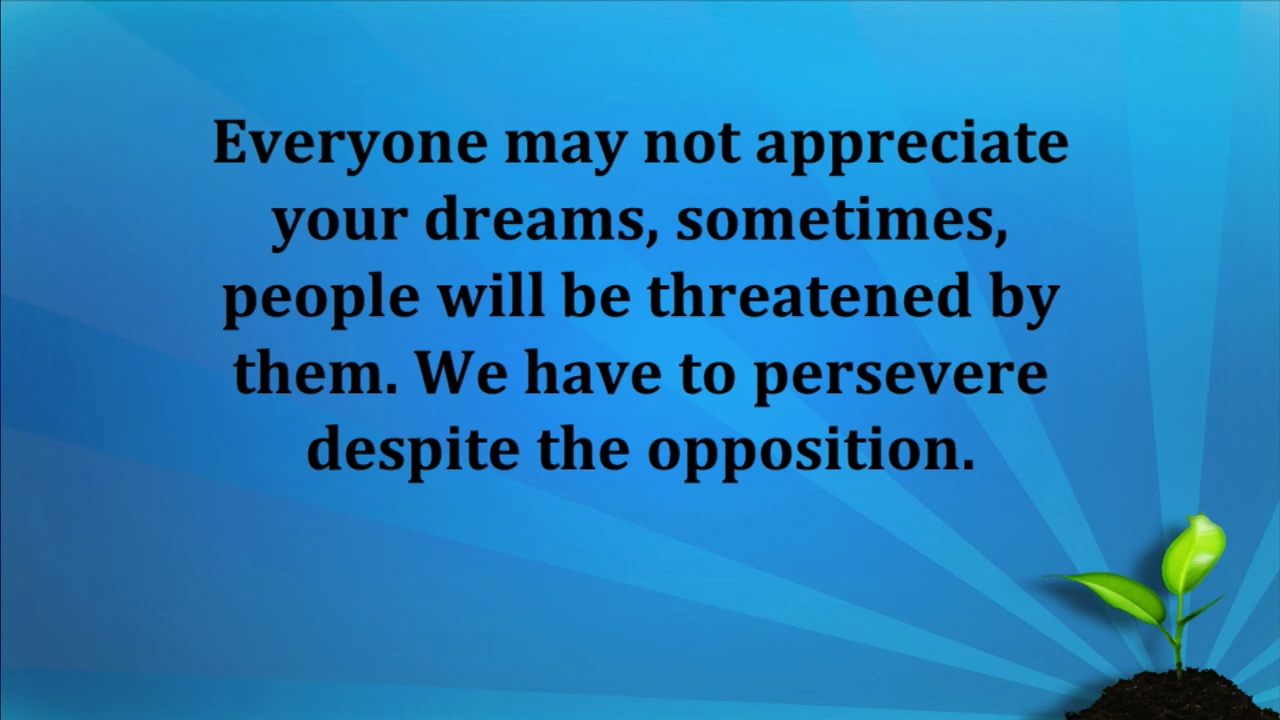 Everyone may not appreciate
your dreams, sometimes,
people will be threatened by
them. We have to persevere
despite the opposition.